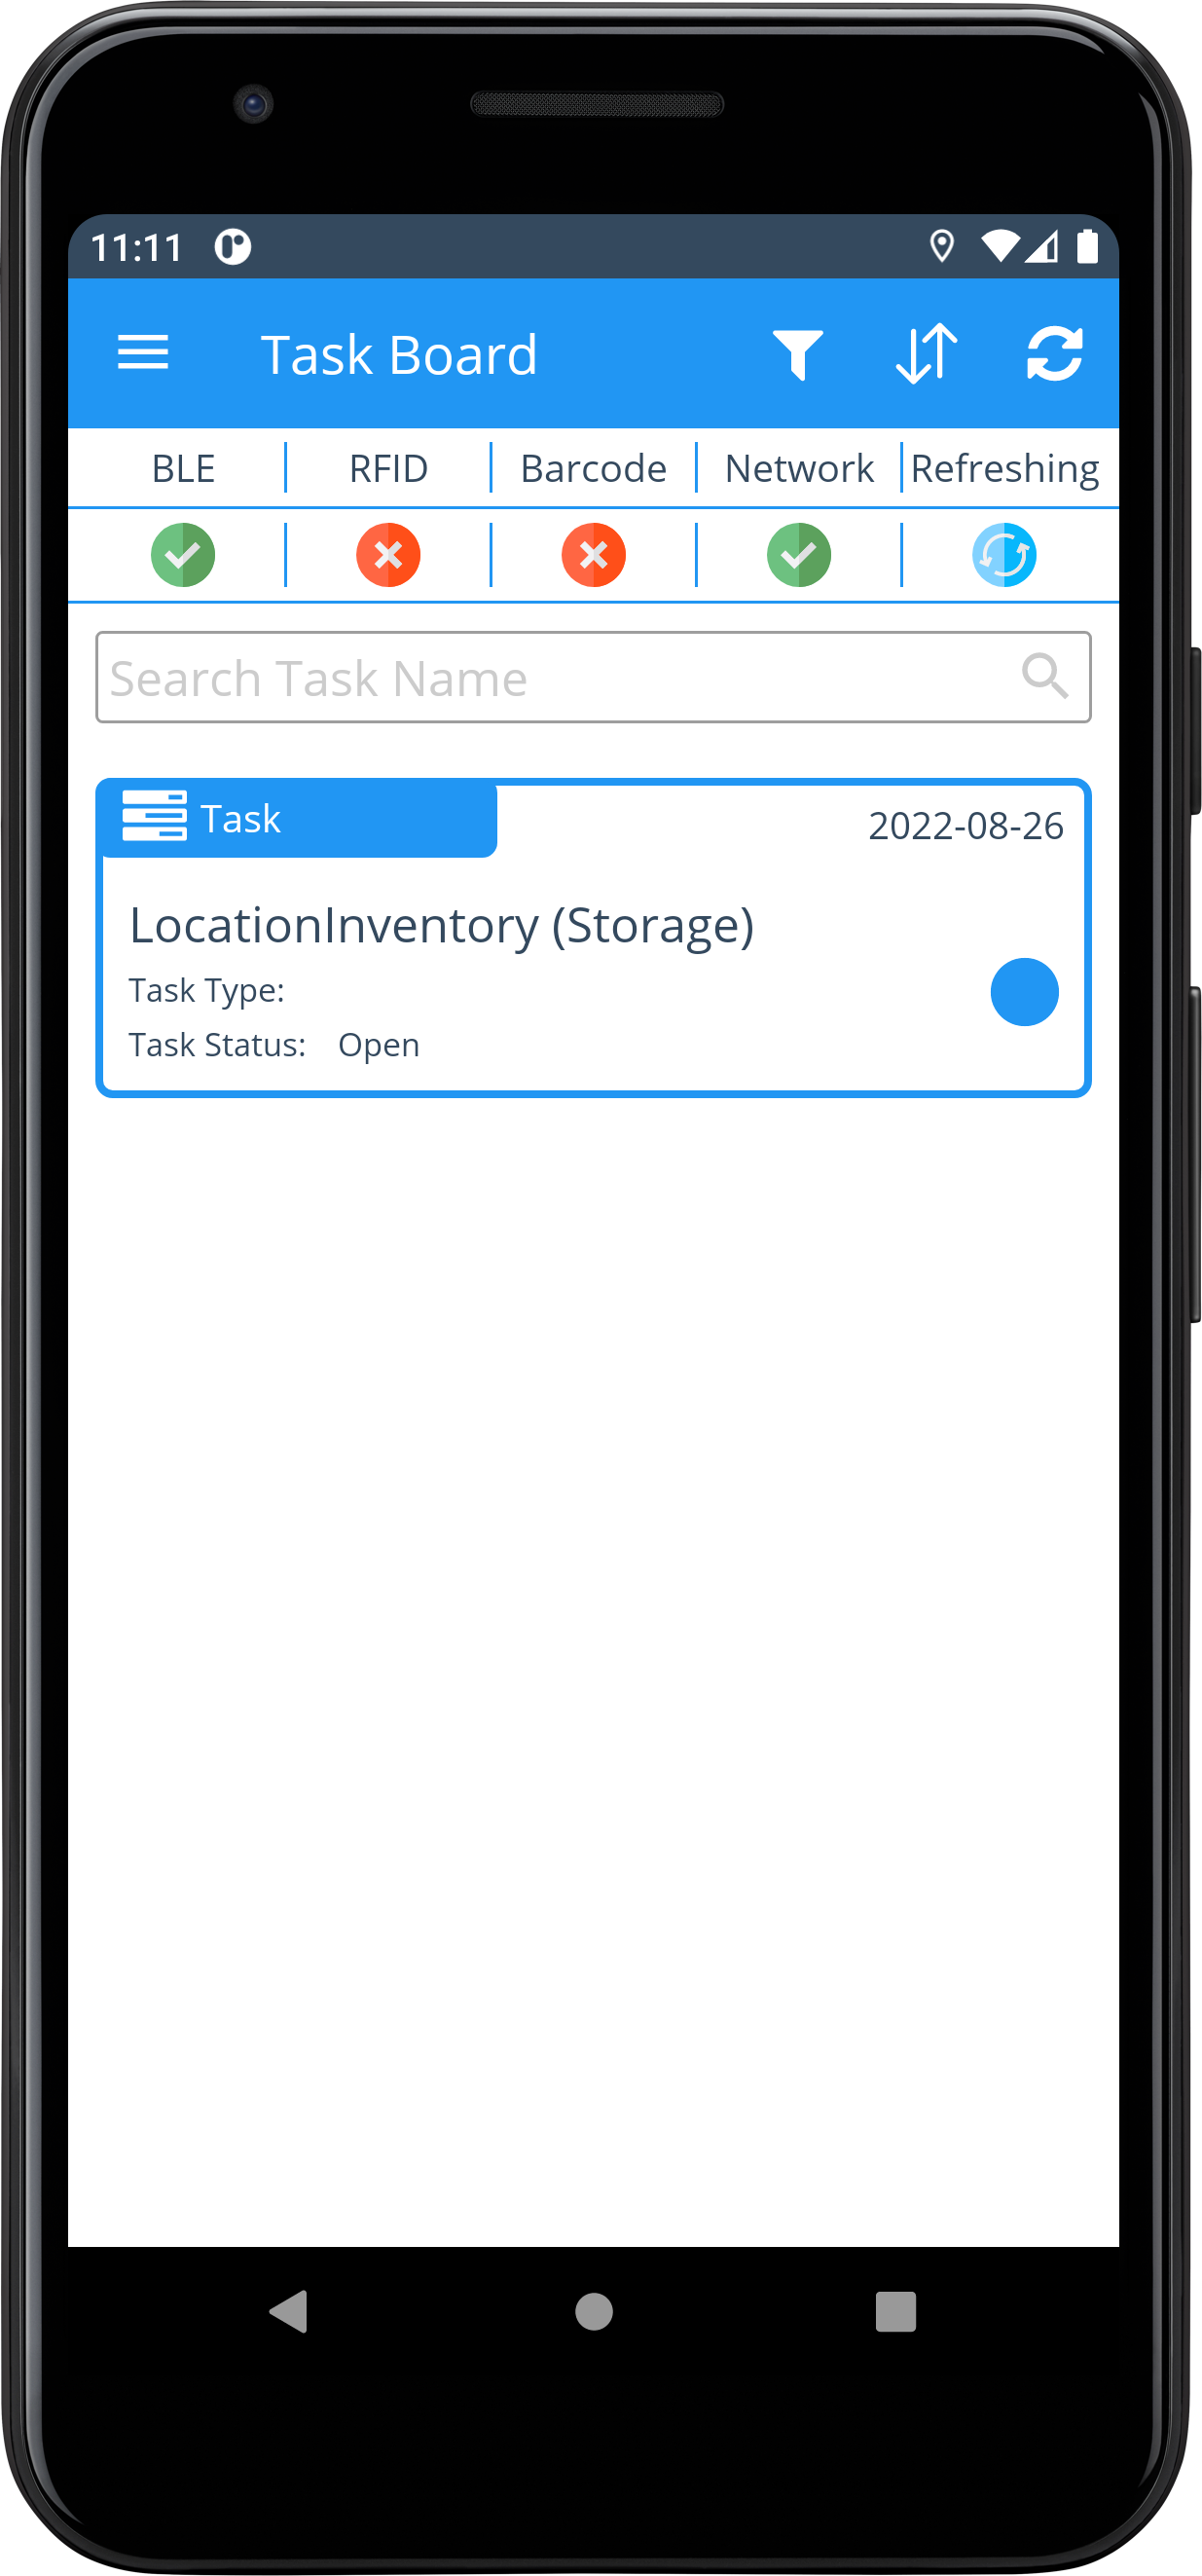 11:11
Task Board
BLE RFID Barcode Network Refreshing
Search Task Name
Task 2022-08-26
LocationInventory (Storage)
Task Type:
Task Status: Open